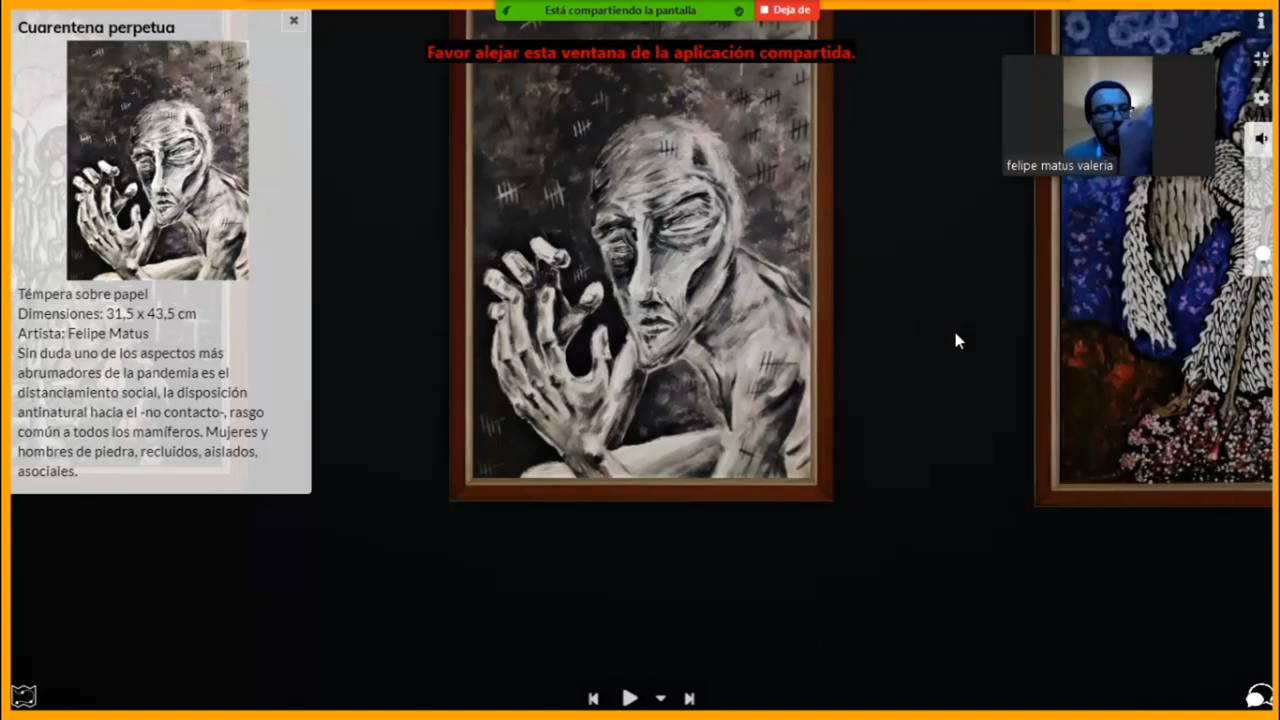 Está compartiendo la pantalla
Deja de
Favor alejar esta ventana de la aplicación compartida.
Cuarentena perpetua
Témpera sobre papel
Dimensiones: 31,5 x 43,5 cm
Artista: Felipe Matus
Sin duda uno de los aspectos más
abrumadores de la pandemia es el
distanciamiento social, la disposición
antinatural hacia el -no contacto-, rasgo
común a todos los mamíferos. Mujeres y
hombres de piedra, recluidos, aislados,
asociales.
felipe matus valeria